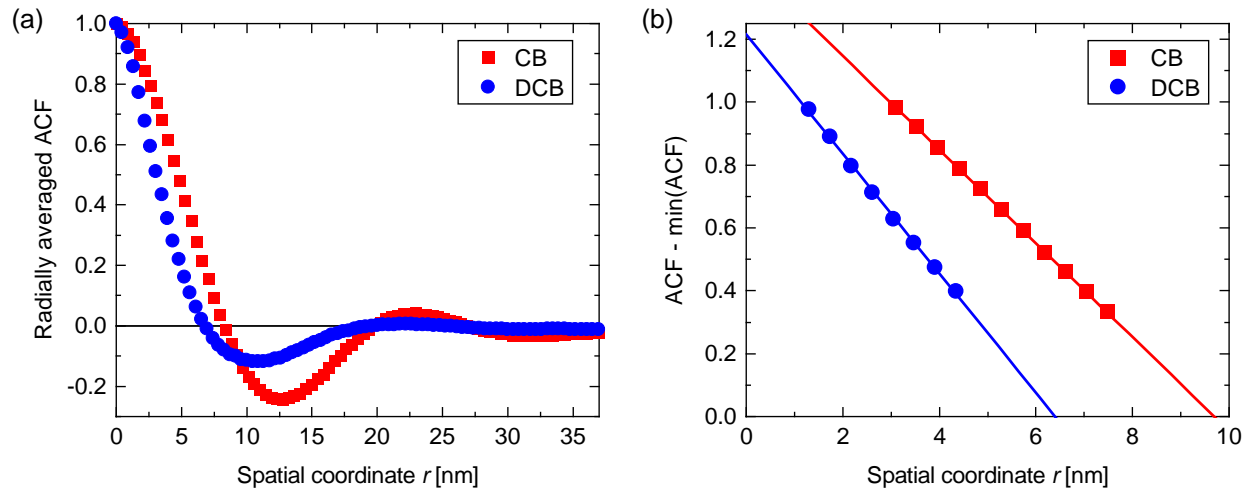 (a)
1.0
0.8
0.6
0.4
0.2
0.0
-0.2
Radially averaged ACF
CB
DCB
0 5 10 15 20 25 30 35
Spatial coordinate r [nm]
(b)
1.2
1.0
0.8
0.6
0.4
0.2
0.0
ACF - min(ACF)
CB
DCB
0 2 4 6 8 10
Spatial coordinate r [nm]